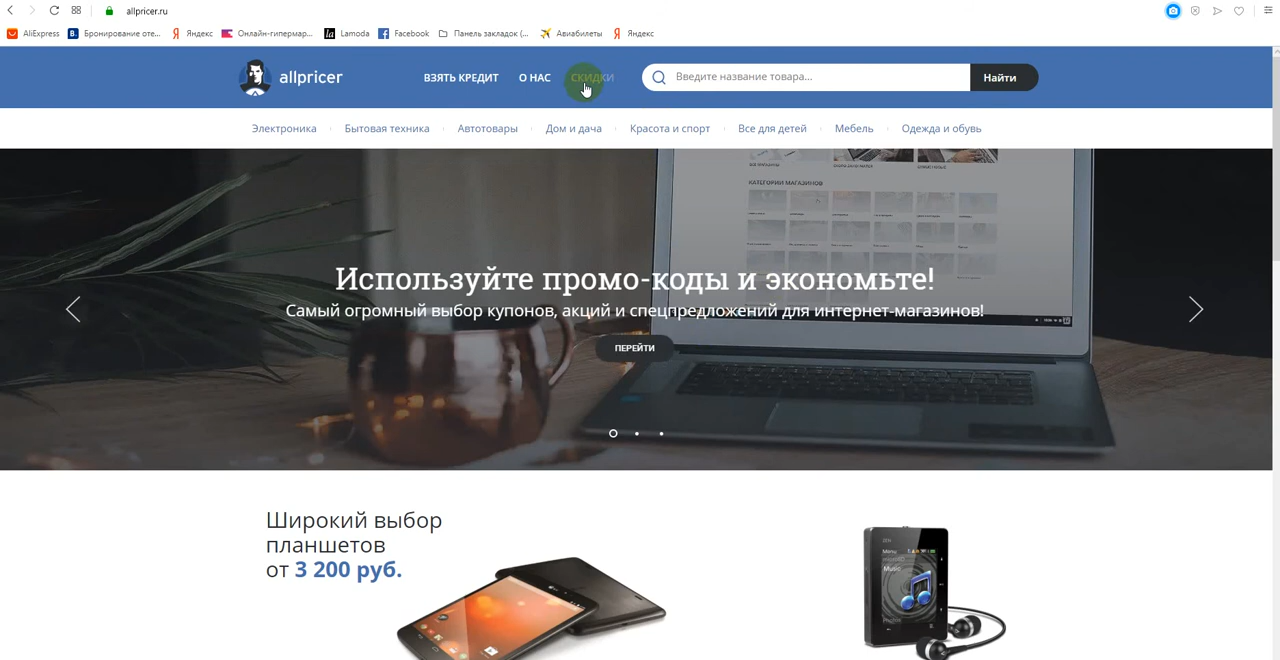 allpricer.ru
AliExpress
Бронирование оте...
Яндекс
Онлайн-гипермар...
Lamoda
Facebook
Панель закладок (...
Авиабилеты
Яндекс
allpricer
ВЗЯТЬ КРЕДИТ
О НАС
СКИДКИ
Введите название товара...
Найти
Электроника
Бытовая техника
Автотовары
Дом и дача
Красота и спорт
Все для детей
Мебель
Одежда и обувь
КАТЕГОРИИ МАГАЗИНОВ
Используйте промо-коды и экономьте!
Самый огромный выбор купонов, акций и спецпредложений для интернет-магазинов!
ПЕРЕЙТИ
Широкий выбор
планшетов
от 3 200 руб.
Menu
Music